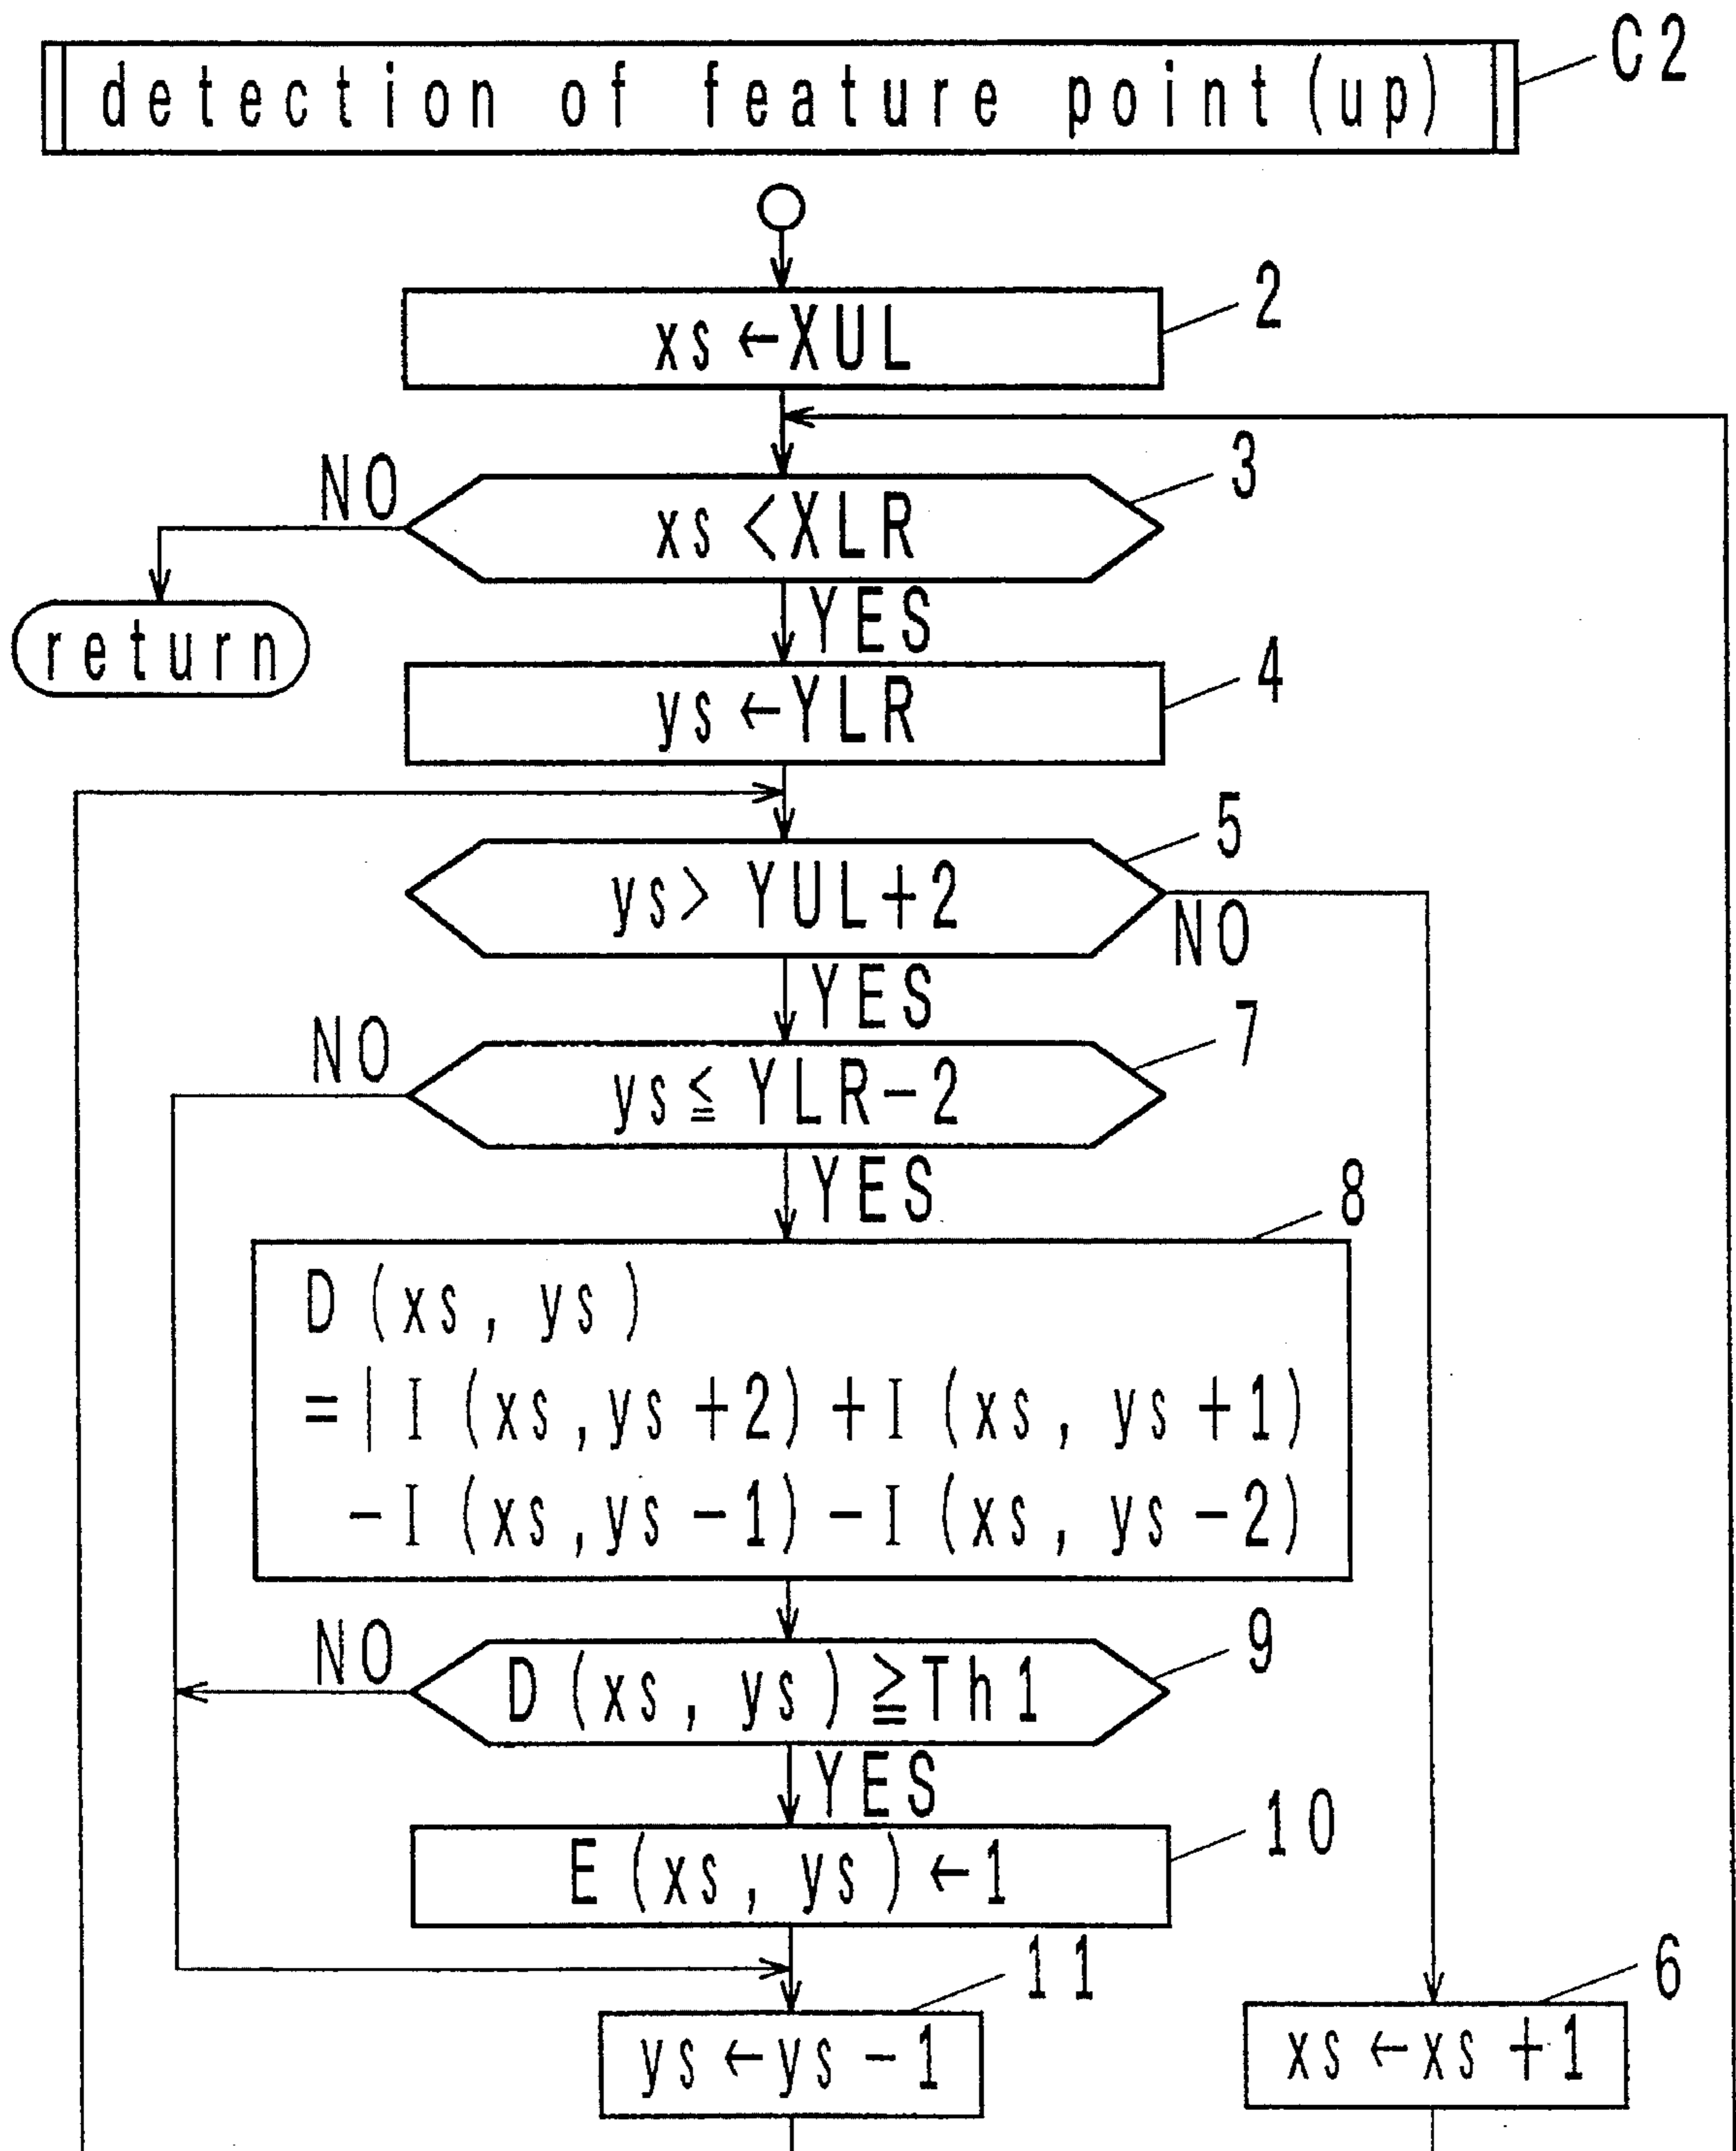 detection of feature point(up)
C2
xs←XUL
2
NO
xs<XLR
3
YES
return
ys←YLR
4
ys>YUL+2
5
NO
YES
NO
ys≦YLR-2
7
YES
8
D(xs, ys)
=|I(xs,ys+2)+I(xs, ys+1)
-I(xs,ys-1)-I(xs, ys-2)
NO
D(xs, ys)≧Th1
9
YES
E(xs, ys)←1
10
11
ys←ys-1
6
xs←xs+1